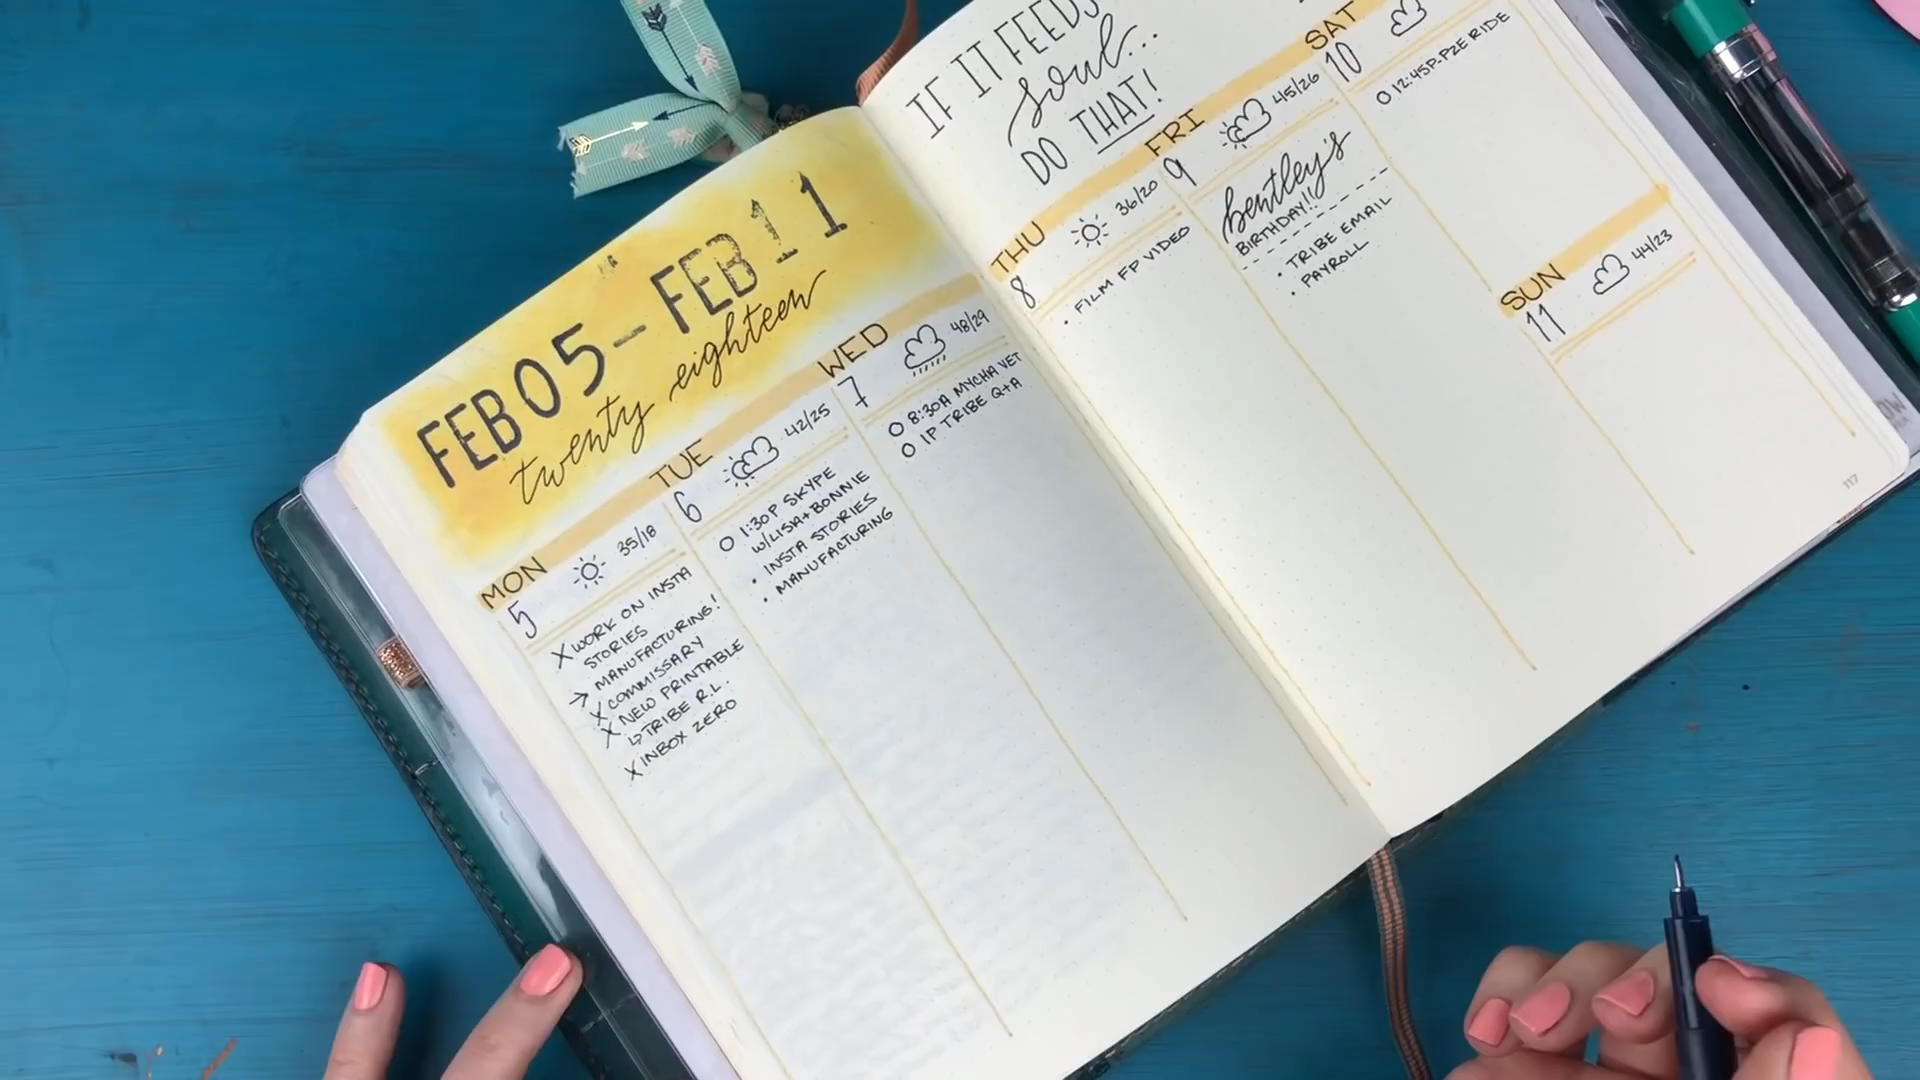 FEB 05 - FEB 11
twenty eighteen
MON
5
35/18
X WORK ON INSTA
STORIES
→ MANUFACTURING!
X COMMISSARY
X NEW PRINTABLE
↳ TRIBE R.L.
X INBOX ZERO
TUE
6
42/25
O 1:30P SKYPE
W/LISA+BONNIE
• INSTA STORIES
• MANUFACTURING
WED
7
48/29
O 8:30A MYCHA VET
O 1P TRIBE Q+A
IF IT FEEDS
soul...
DO THAT!
THU
8
36/20
• FILM FP VIDEO
FRI
9
45/26
bentley's
BIRTHDAY!!
• TRIBE EMAIL
• PAYROLL
SAT
10
O 12:45P-PZE RIDE
SUN
11
44/23
117